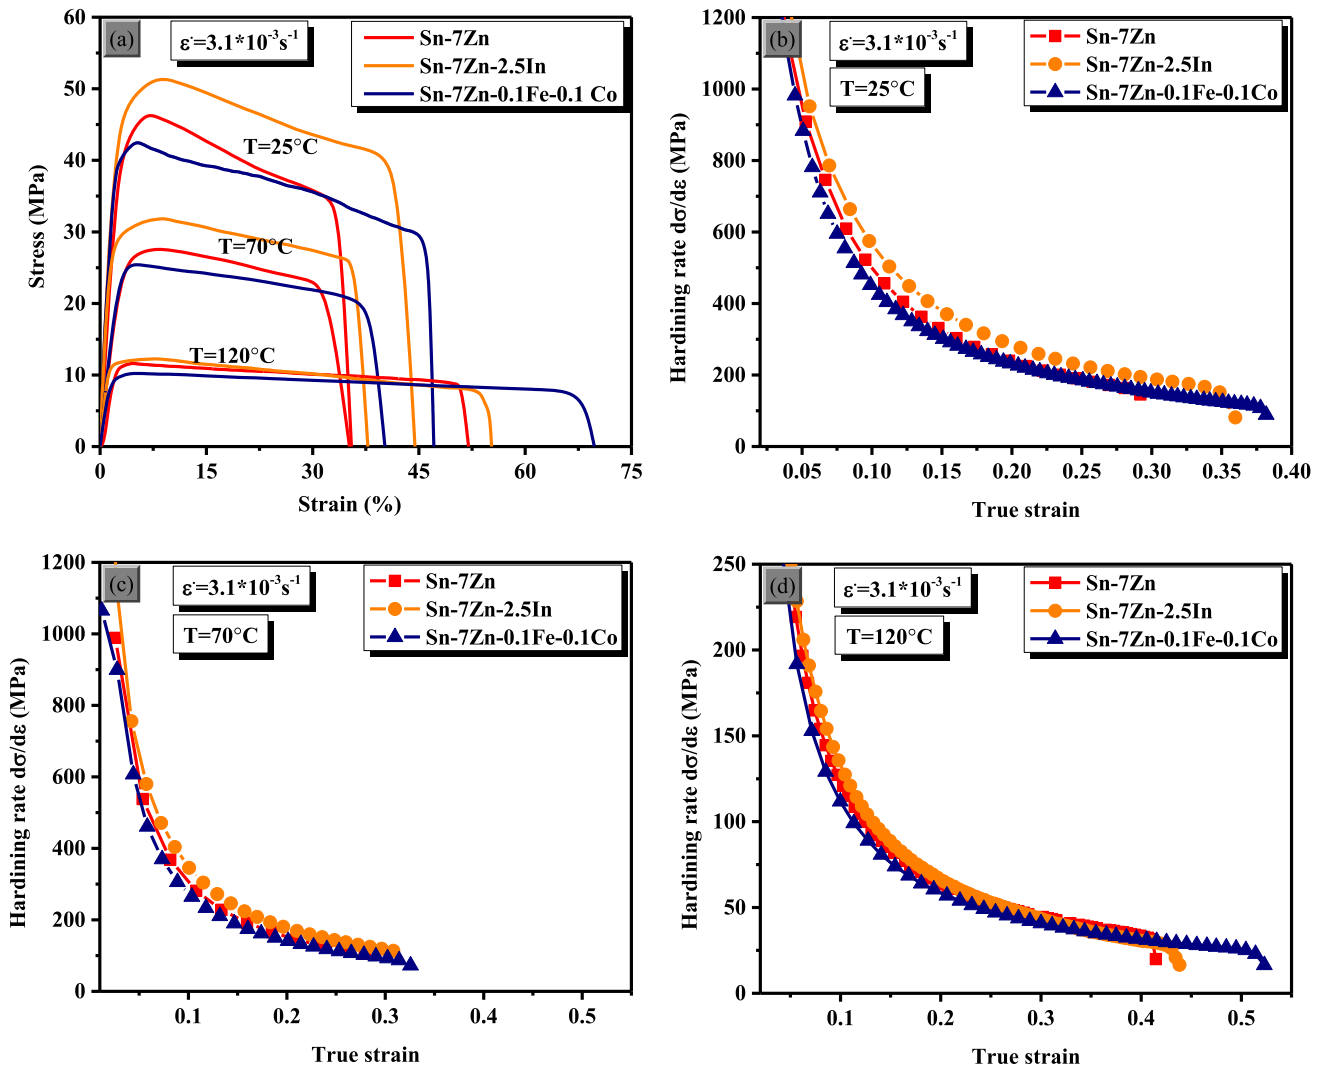 (a)
ε˙=3.1*10-3s-1
Sn-7Zn
Sn-7Zn-2.5In
Sn-7Zn-0.1Fe-0.1 Co
T=25°C
T=70°C
T=120°C
60
50
40
30
20
10
0
0 15 30 45 60 75
Stress (MPa)
Strain (%)
(b)
ε˙=3.1*10-3s-1
T=25°C
Sn-7Zn
Sn-7Zn-2.5In
Sn-7Zn-0.1Fe-0.1Co
1200
1000
800
600
400
200
0
0.05 0.10 0.15 0.20 0.25 0.30 0.35 0.40
Hardining rate dσ/dε (MPa)
True strain
(c)
ε˙=3.1*10-3s-1
T=70°C
Sn-7Zn
Sn-7Zn-2.5In
Sn-7Zn-0.1Fe-0.1Co
1200
1000
800
600
400
200
0
0.1 0.2 0.3 0.4 0.5
Hardining rate dσ/dε (MPa)
True strain
(d)
ε˙=3.1*10-3s-1
T=120°C
Sn-7Zn
Sn-7Zn-2.5In
Sn-7Zn-0.1Fe-0.1Co
250
200
150
100
50
0
0.1 0.2 0.3 0.4 0.5
Hardining rate dσ/dε (MPa)
True strain